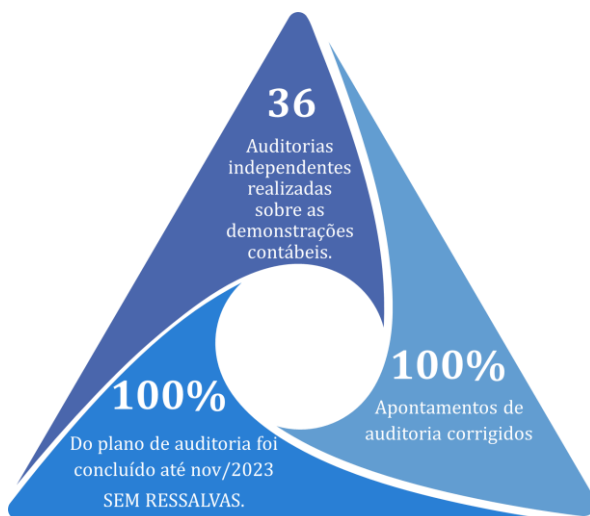 36
Auditorias
independentes
realizadas
sobre as
demonstrações
contábeis.
100%
Apontamentos de
auditoria corrigidos
100%
Do plano de auditoria foi
concluído até nov/2023
SEM RESSALVAS.